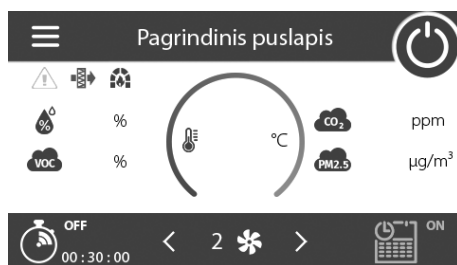 Pagrindinis puslapis
% % °C CO2 ppm
VOC % PM2.5 µg/m³
OFF
00:30:00
2
ON